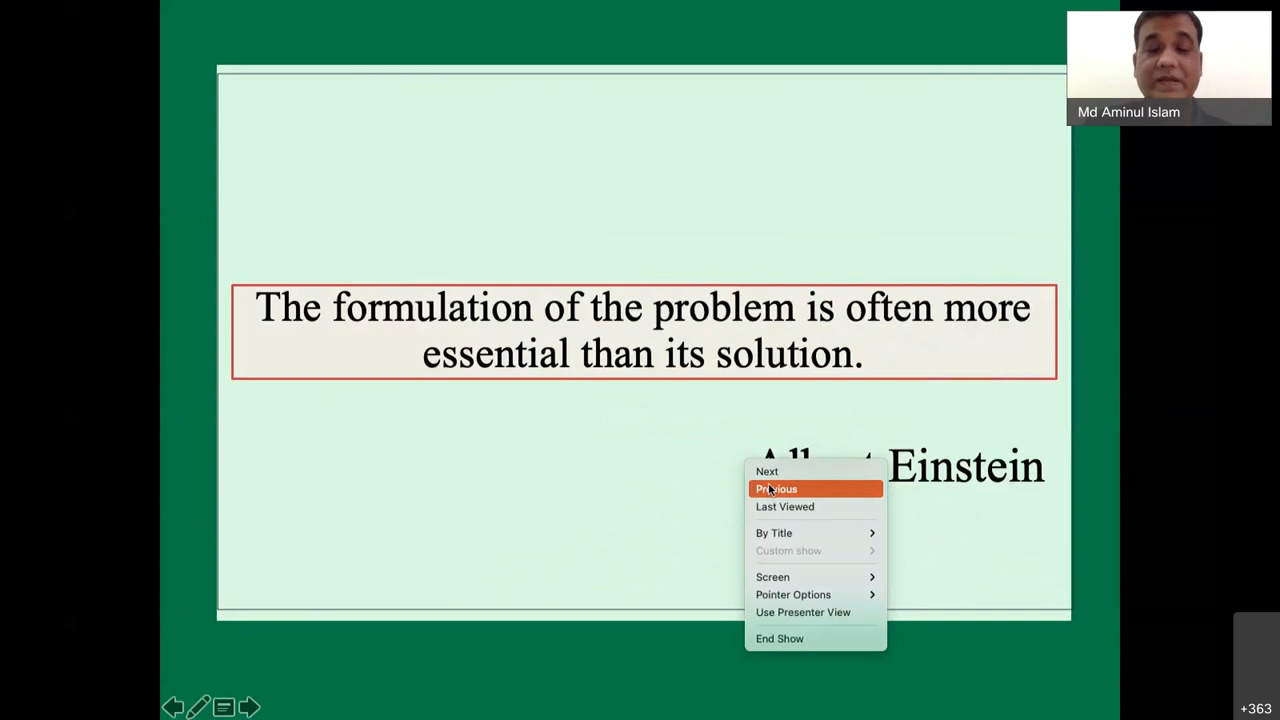 Md Aminul Islam
The formulation of the problem is often more
essential than its solution.
Einstein
Next
Previous
Last Viewed
By Title
Custom show
Screen
Pointer Options
Use Presenter View
End Show
+363